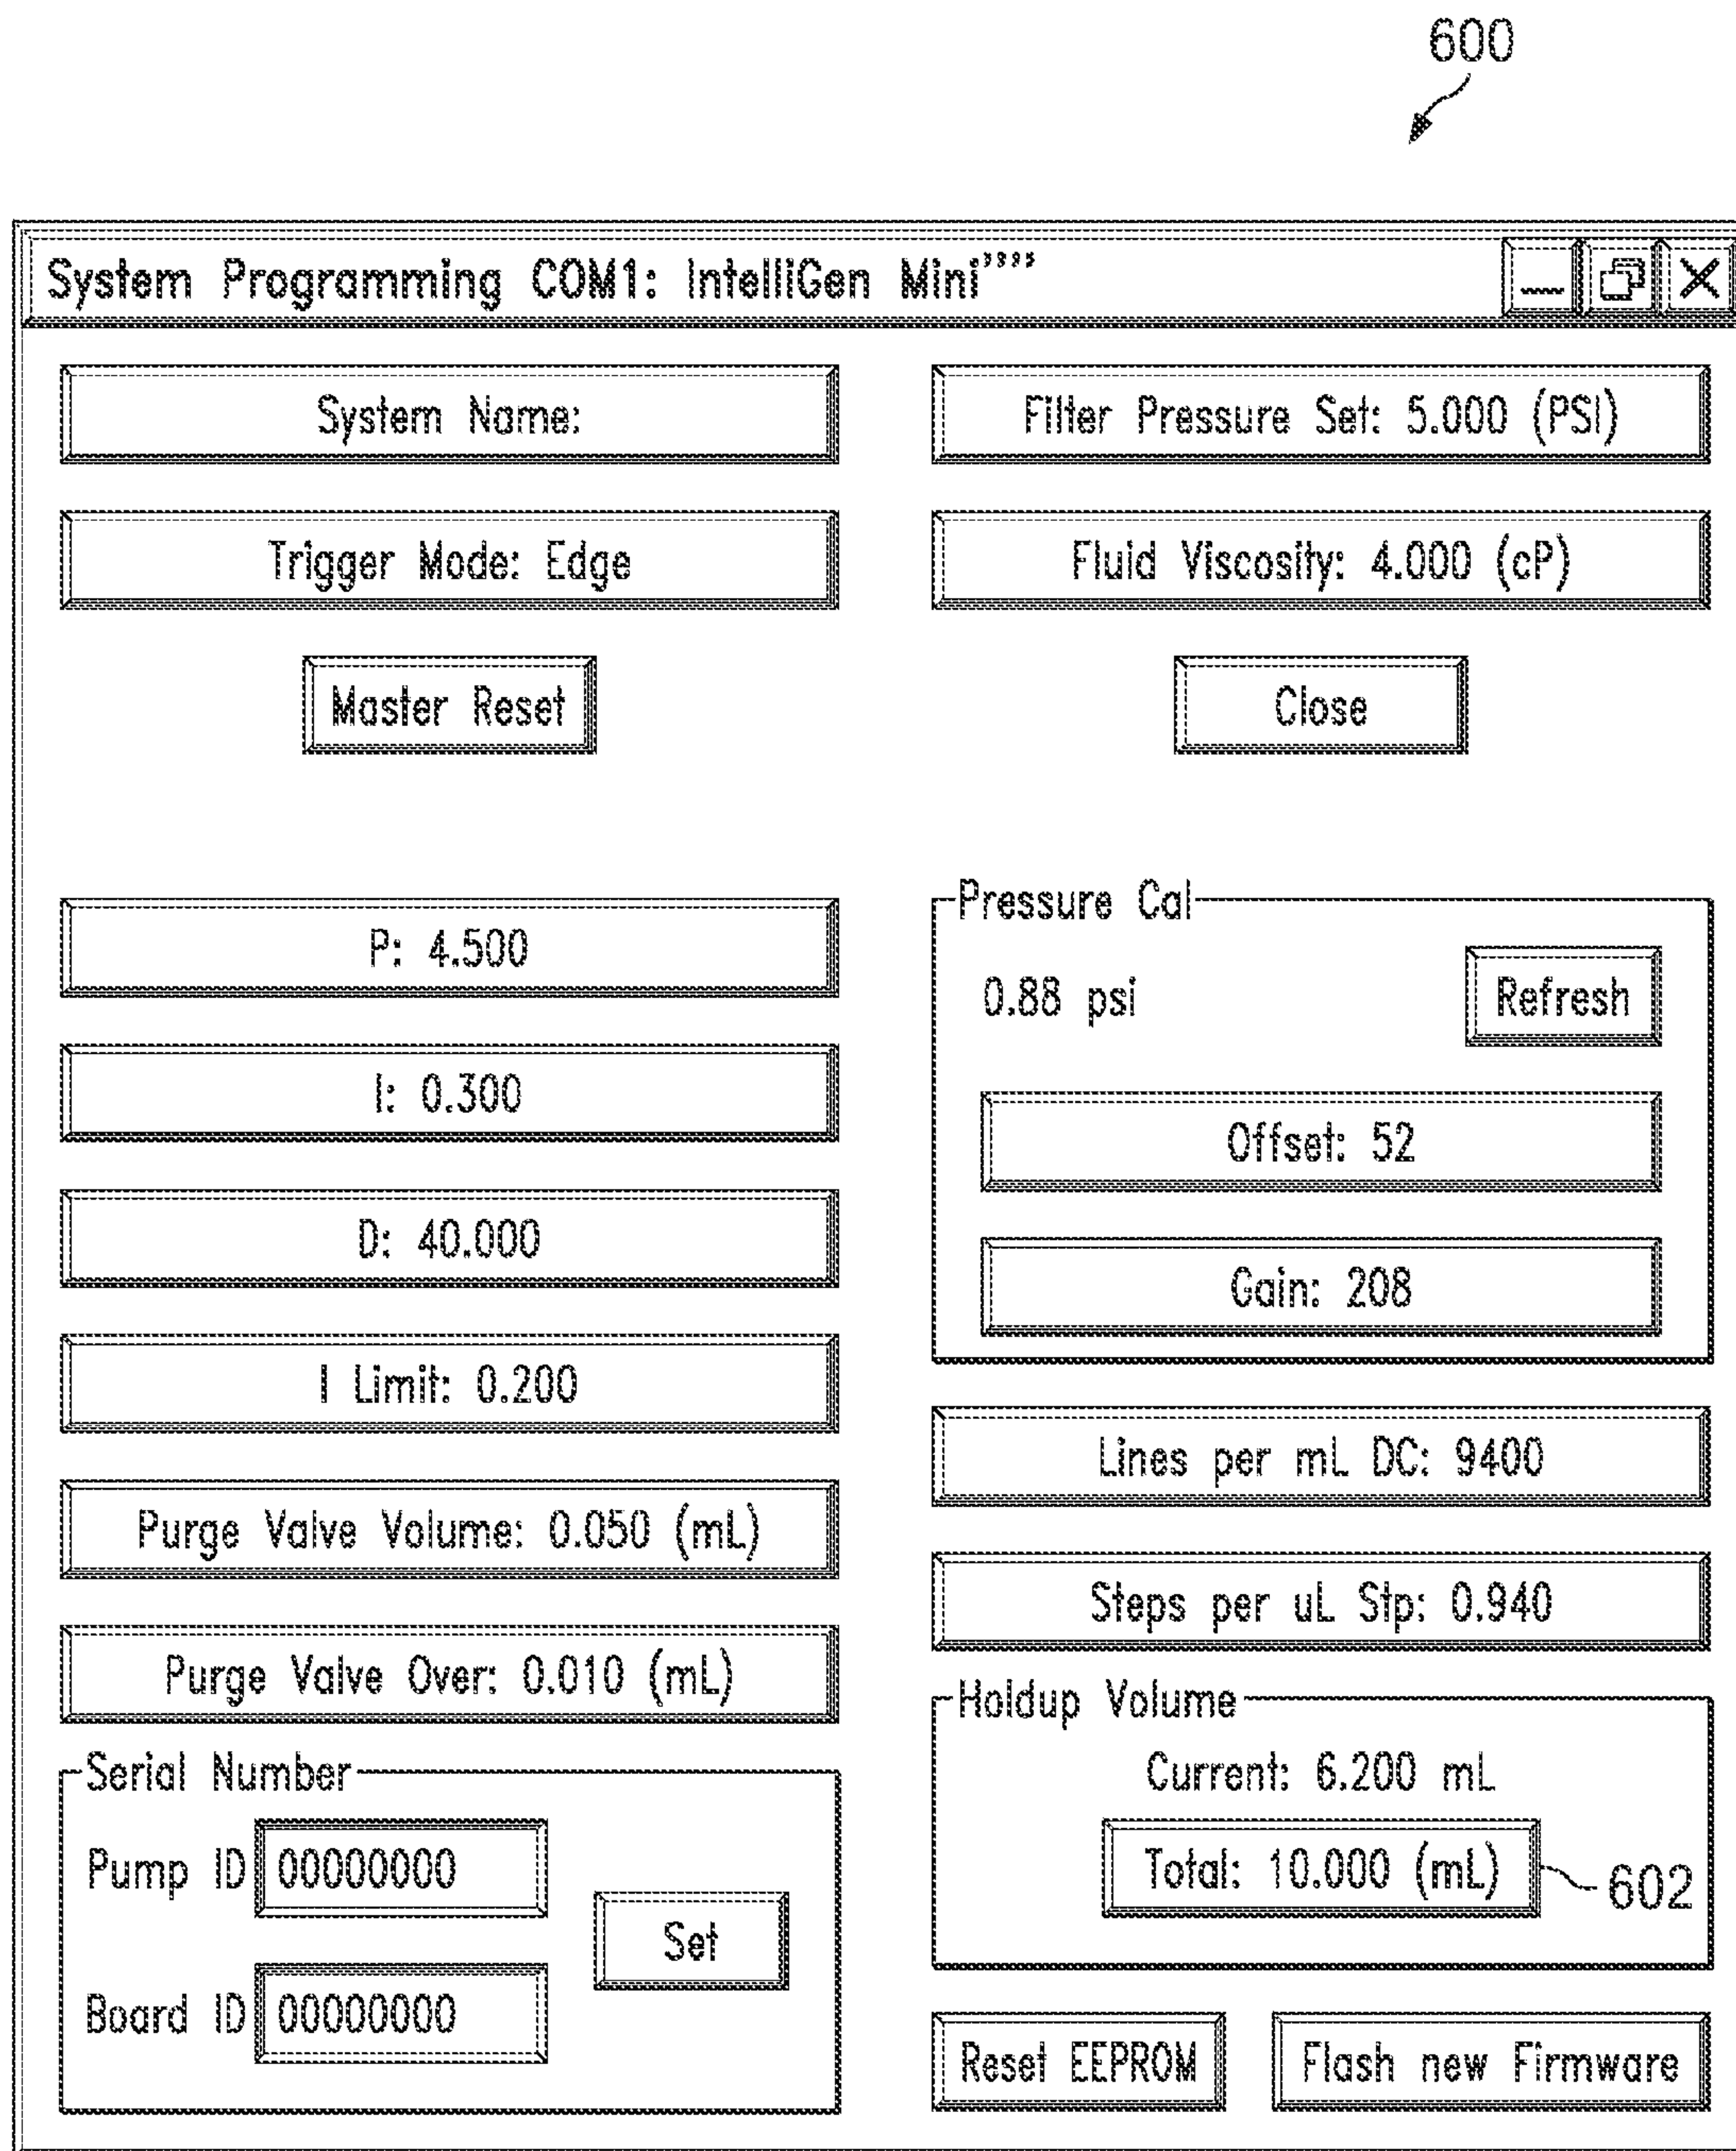 600
System Programming COM1: IntelliGen Mini''''
System Name:
Filter Pressure Set: 5.000 (PSI)
Trigger Mode: Edge
Fluid Viscosity: 4.000 (cP)
Master Reset
Close
P: 4.500
I: 0.300
D: 40.000
I Limit: 0.200
Purge Valve Volume: 0.050 (mL)
Purge Valve Over: 0.010 (mL)
Serial Number
Pump ID 00000000
Set
Board ID 00000000
Pressure Cal
0.88 psi
Refresh
Offset: 52
Gain: 208
Lines per mL DC: 9400
Steps per uL Stp: 0.940
Holdup Volume
Current: 6.200 mL
Total: 10.000 (mL)
602
Reset EEPROM
Flash new Firmware